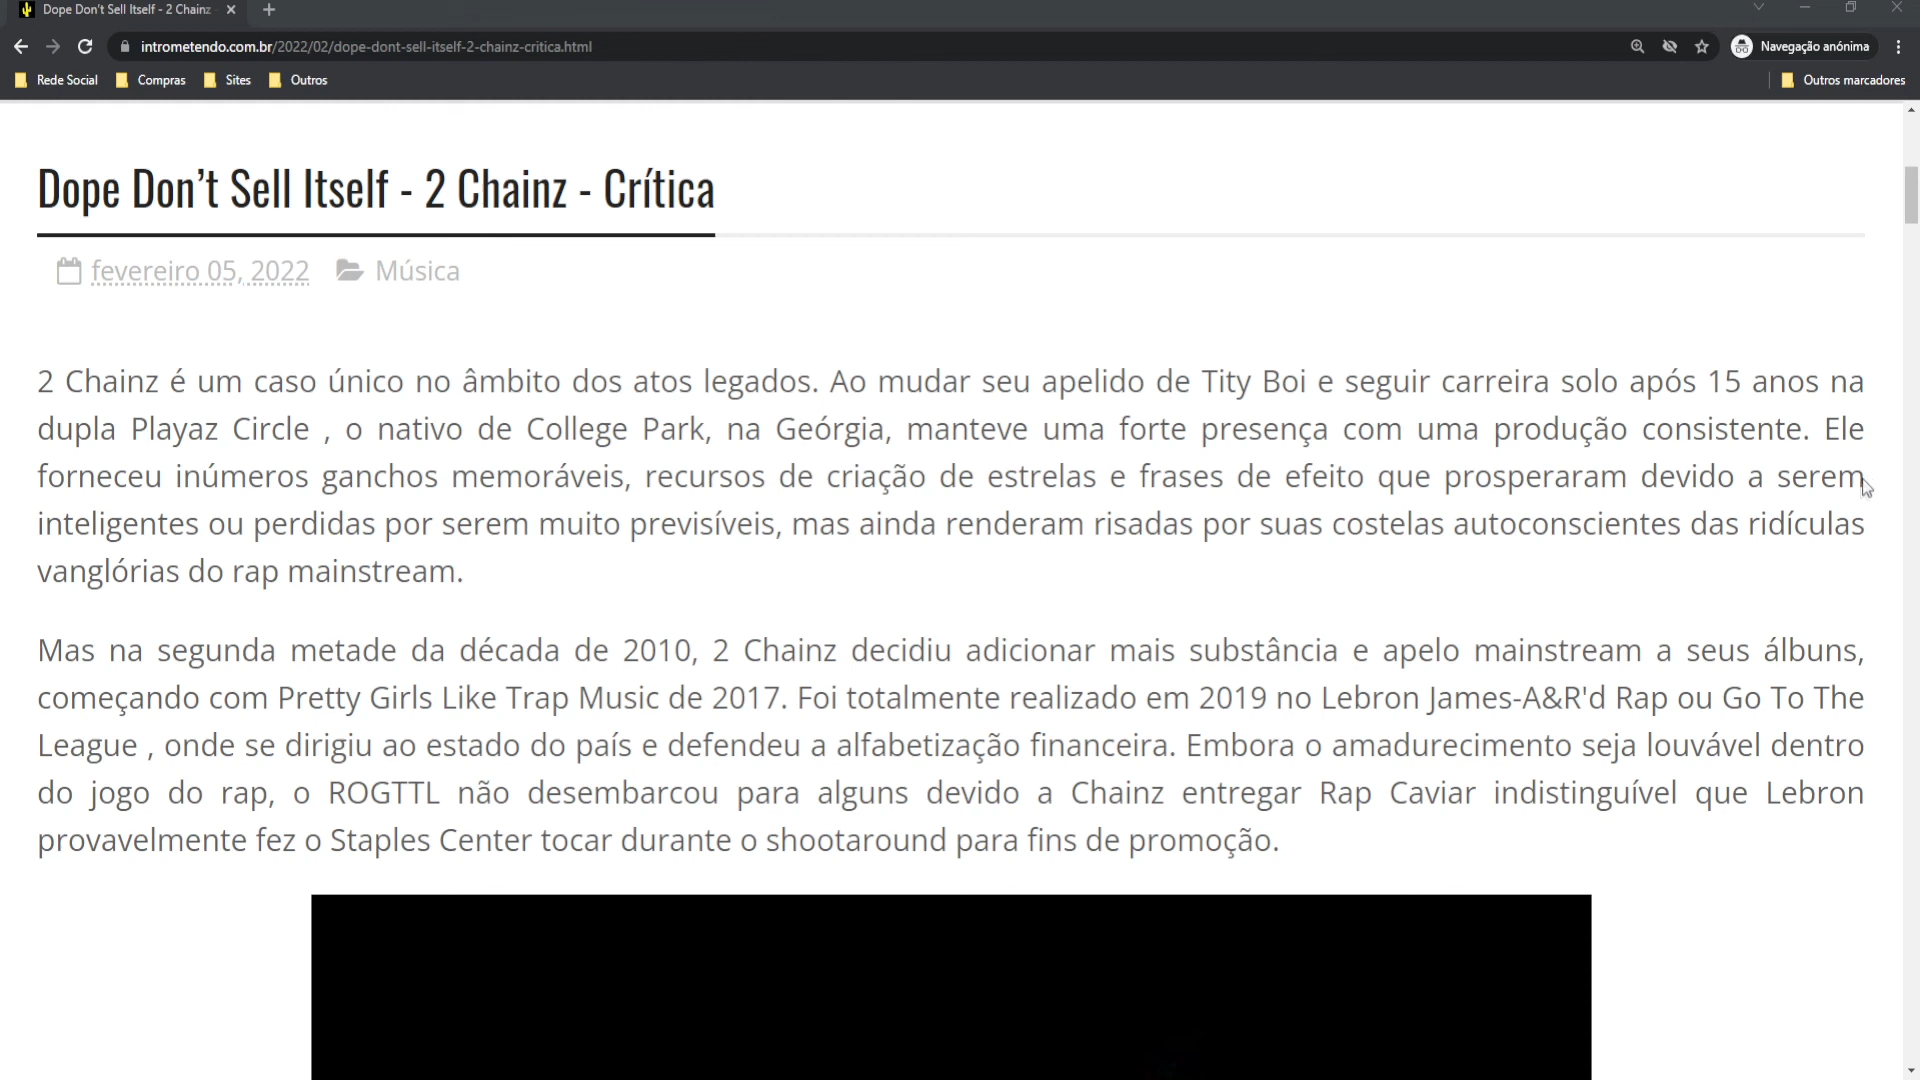 Dope Don't Sell Itself - 2 Chainz
intrometendo.com.br/2022/02/dope-dont-sell-itself-2-chainz-critica.html
Navegação anónima
Rede Social
Compras
Sites
Outros
Outros marcadores
Dope Don’t Sell Itself - 2 Chainz - Crítica
fevereiro 05, 2022
Música
2 Chainz é um caso único no âmbito dos atos legados. Ao mudar seu apelido de Tity Boi e seguir carreira solo após 15 anos na
dupla Playaz Circle , o nativo de College Park, na Geórgia, manteve uma forte presença com uma produção consistente. Ele
forneceu inúmeros ganchos memoráveis, recursos de criação de estrelas e frases de efeito que prosperaram devido a serem
inteligentes ou perdidas por serem muito previsíveis, mas ainda renderam risadas por suas costelas autoconscientes das ridículas
vanglórias do rap mainstream.
Mas na segunda metade da década de 2010, 2 Chainz decidiu adicionar mais substância e apelo mainstream a seus álbuns,
começando com Pretty Girls Like Trap Music de 2017. Foi totalmente realizado em 2019 no Lebron James-A&R'd Rap ou Go To The
League , onde se dirigiu ao estado do país e defendeu a alfabetização financeira. Embora o amadurecimento seja louvável dentro
do jogo do rap, o ROGTTL não desembarcou para alguns devido a Chainz entregar Rap Caviar indistinguível que Lebron
provavelmente fez o Staples Center tocar durante o shootaround para fins de promoção.